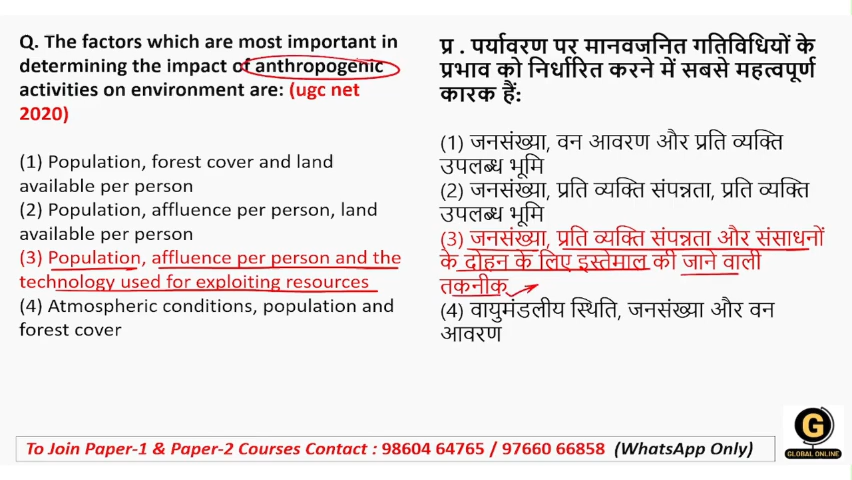 Q. The factors which are most important in
determining the impact of anthropogenic
activities on environment are: (ugc net
2020)
(1) Population, forest cover and land
available per person
(2) Population, affluence per person, land
available per person
(3) Population, affluence per person and the
technology used for exploiting resources
(4) Atmospheric conditions, population and
forest cover
प्र . पर्यावरण पर मानवजनित गतिविधियों के
प्रभाव को निर्धारित करने में सबसे महत्वपूर्ण
कारक हैं:
(1) जनसंख्या, वन आवरण और प्रति व्यक्ति
उपलब्ध भूमि
(2) जनसंख्या, प्रति व्यक्ति संपन्नता, प्रति व्यक्ति
उपलब्ध भूमि
(3) जनसंख्या, प्रति व्यक्ति संपन्नता और संसाधनों
के दोहन के लिए इस्तेमाल की जाने वाली
तकनीक
(4) वायुमंडलीय स्थिति, जनसंख्या और वन
आवरण
To Join Paper-1 & Paper-2 Courses Contact : 98604 64765 / 97660 66858 (WhatsApp Only)
G
GLOBAL ONLINE